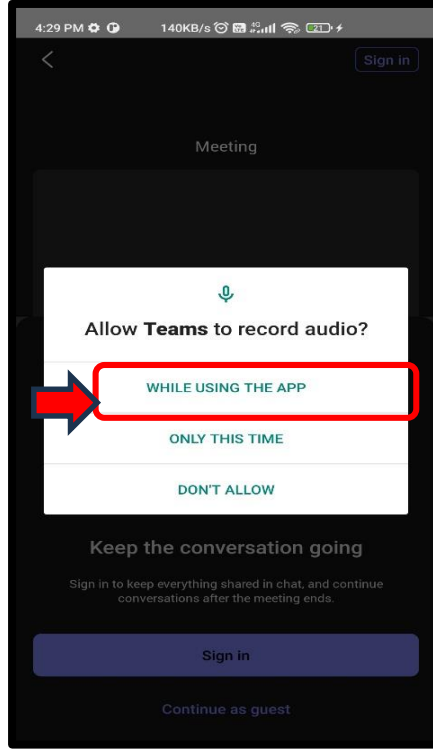 4:29 PM 140KB/s 4G 21
Sign in
Meeting
Allow Teams to record audio?
WHILE USING THE APP
ONLY THIS TIME
DON'T ALLOW
Keep the conversation going
Sign in to keep everything shared in chat, and continue
conversations after the meeting ends.
Sign in
Continue as guest